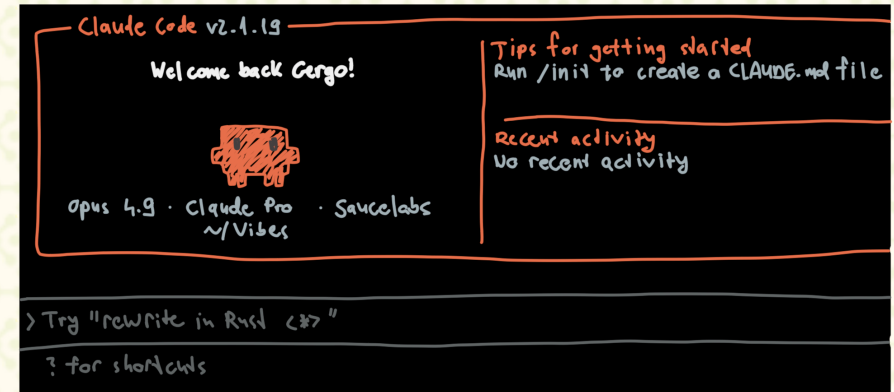 Claude Code v2.1.19
Welcome back Gergo!
Opus 4.9 · Claude Pro · Saucelabs
~/Vibes
Tips for getting started
Run /init to create a CLAUDE.md file
Recent activity
No recent activity
> Try "rewrite in Rust <*>"
? for shortcuts